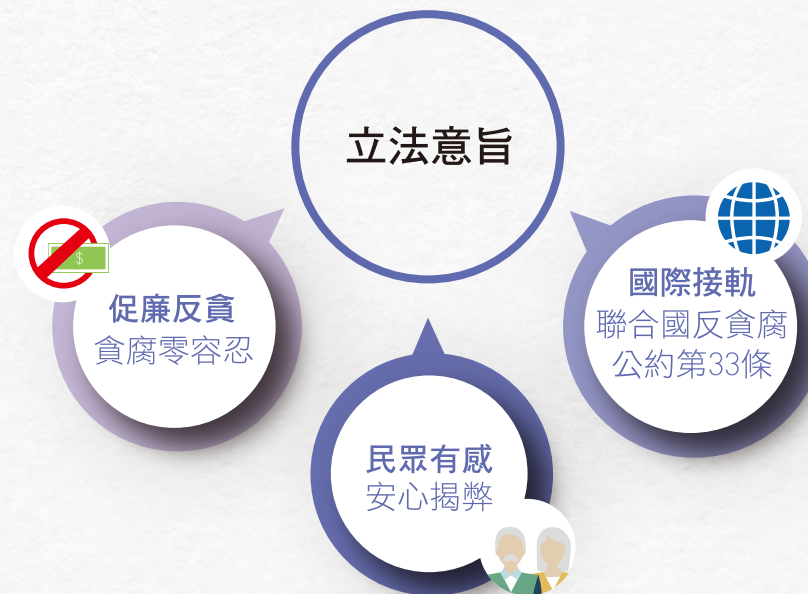 立法意旨
促廉反貪
貪腐零容忍
民眾有感
安心揭弊
國際接軌
聯合國反貪腐
公約第33條
$